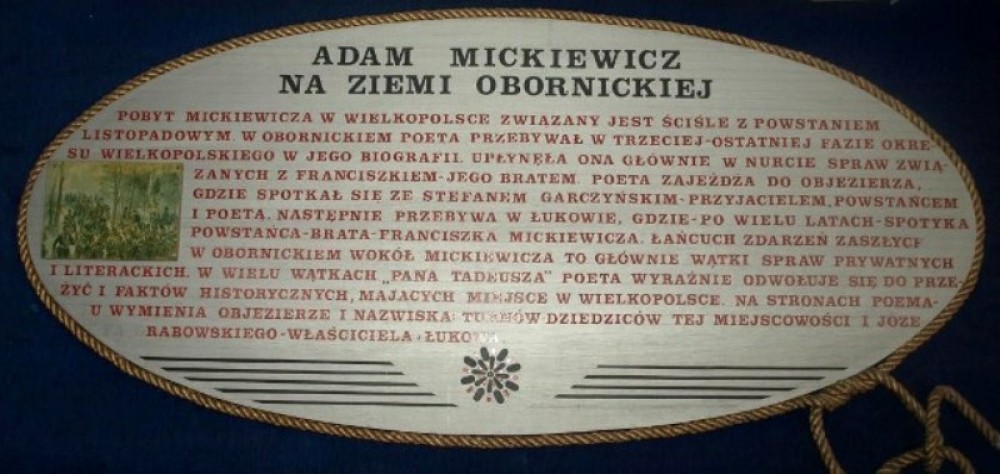 ADAM MICKIEWICZ
NA ZIEMI OBORNICKIEJ
POBYT MICKIEWICZA W WIELKOPOLSCE ZWIĄZANY JEST ŚCIŚLE Z POWSTANIEM
LISTOPADOWYM. W OBORNICKIEM POETA PRZEBYWAŁ W TRZECIEJ-OSTATNIEJ FAZIE OKRE
SU WIELKOPOLSKIEGO W JEGO BIOGRAFII. UPŁYNĘŁA ONA GŁÓWNIE W NURCIE SPRAW ZWIĄ
ZANYCH Z FRANCISZKIEM-JEGO BRATEM. POETA ZAJEŻDŻA DO OBJEZIERZA,
GDZIE SPOTKAŁ SIĘ ZE STEFANEM GARCZYŃSKIM-PRZYJACIELEM, POWSTAŃCEM
I POETĄ. NASTĘPNIE PRZEBYWA W ŁUKOWIE, GDZIE-PO WIELU LATACH-SPOTYKA
POWSTAŃCA-BRATA-FRANCISZKA MICKIEWICZA. ŁAŃCUCH ZDARZEŃ ZASZŁYCH
W OBORNICKIEM WOKÓŁ MICKIEWICZA TO GŁÓWNIE WĄTKI SPRAW PRYWATNYCH
I LITERACKICH. W WIELU WĄTKACH „PANA TADEUSZA" POETA WYRAŹNIE ODWOŁUJE SIĘ DO PRZE-
ŻYĆ I FAKTÓW HISTORYCZNYCH, MAJĄCYCH MIEJSCE W WIELKOPOLSCE. NA STRONACH POEMA-
U WYMIENIA OBJEZIERZE I NAZWISKA: TURNÓW-DZIEDZICÓW TEJ MIEJSCOWOŚCI I JÓZE
RABOWSKIEGO-WŁAŚCICIELA ŁUKOWA